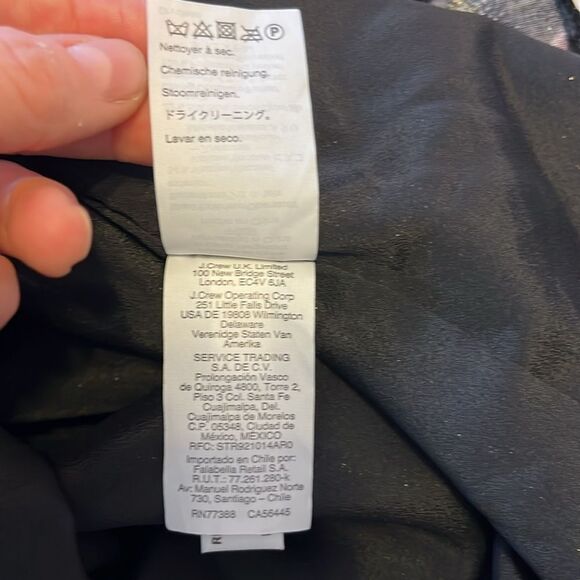 P
Nettoyer à sec.
Chemische reinigung.
Stoomreinigen.
ドライクリーニング。
Lavar en seco.
J.Crew U.K. Limited
100 New Bridge Street
London, EC4V 6JA
J.Crew Operating Corp
251 Little Falls Drive
USA DE 19808 Wilmington
Delaware
Verenidge Staten Van
Amerika
SERVICE TRADING
S.A. DE C.V.
Prolongación Vasco
de Quiroga 4800, Torre 2,
Piso 3 Col. Santa Fe
Cuajimalpa, Del.
Cuajimalpa de Morelos
C.P. 05348, Ciudad de
México, MÉXICO
RFC: STR921014AR0
Importado en Chile por:
Falabella Retail S.A.
R.U.T.: 77.261.280-k
Av: Manuel Rodriguez Norte
730, Santiago - Chile
RN77388 CA56445